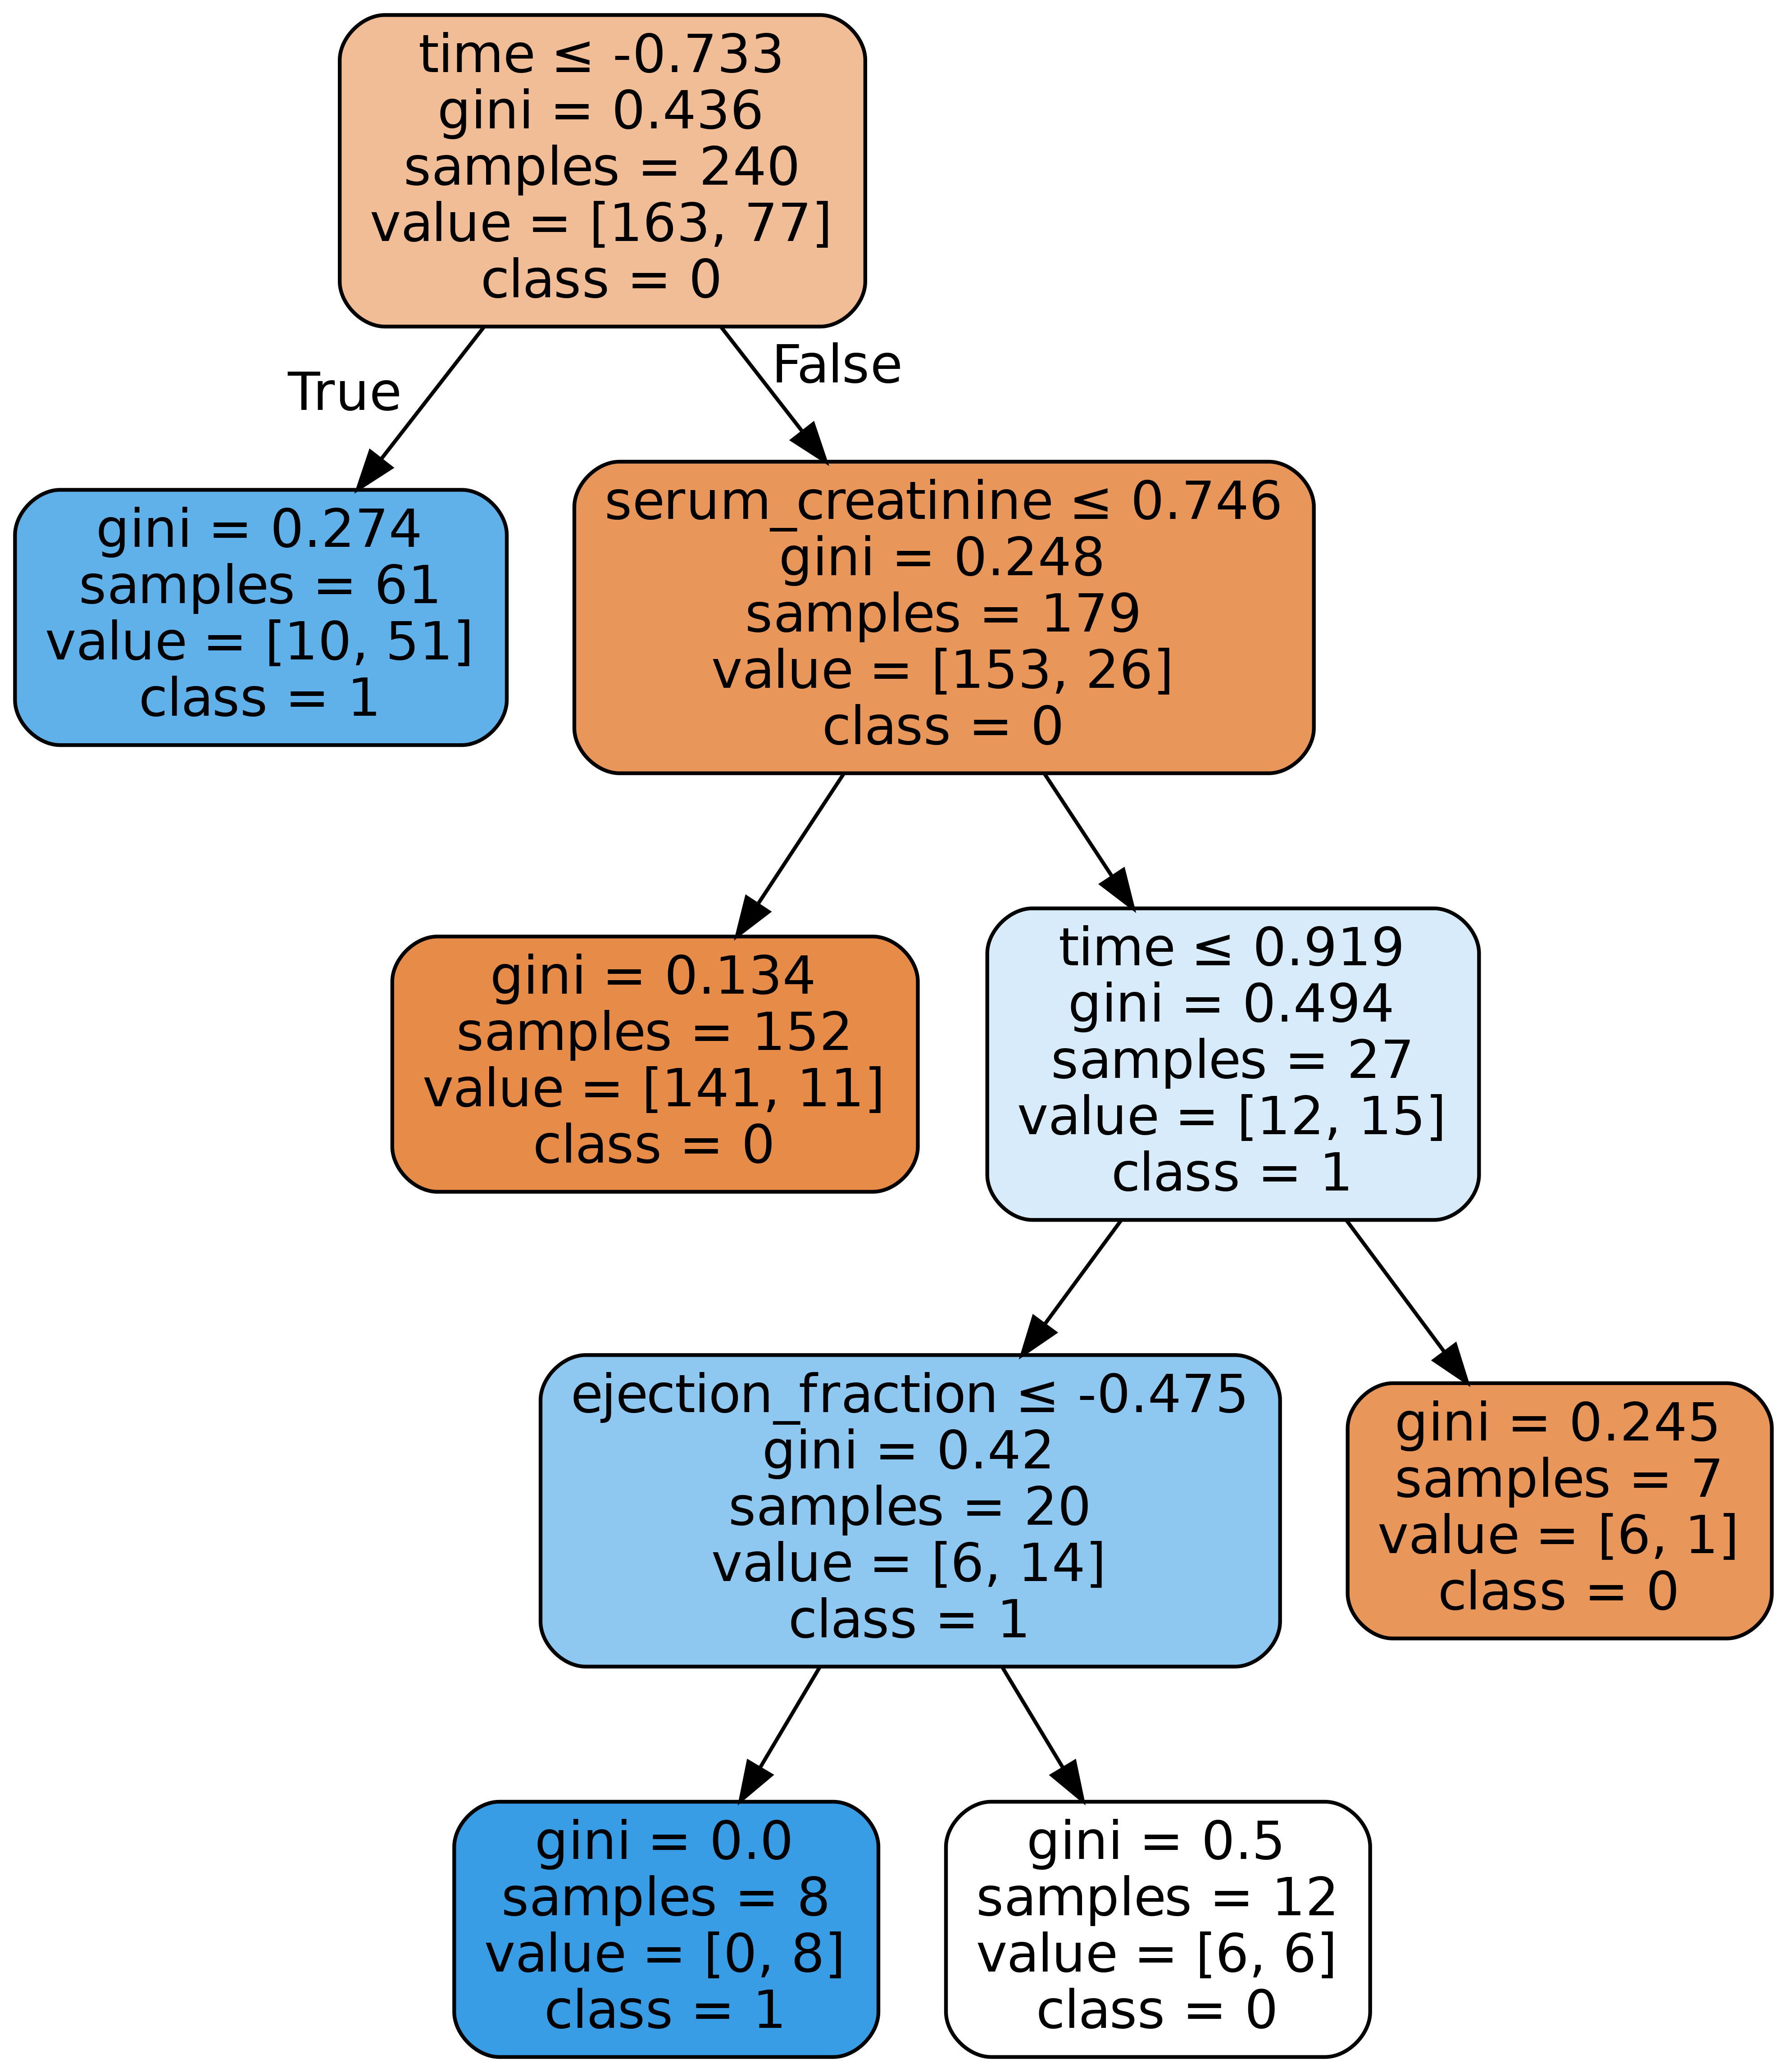 time ≤ -0.733
gini = 0.436
samples = 240
value = [163, 77]
class = 0
True
False
gini = 0.274
samples = 61
value = [10, 51]
class = 1
serum_creatinine ≤ 0.746
gini = 0.248
samples = 179
value = [153, 26]
class = 0
gini = 0.134
samples = 152
value = [141, 11]
class = 0
time ≤ 0.919
gini = 0.494
samples = 27
value = [12, 15]
class = 1
ejection_fraction ≤ -0.475
gini = 0.42
samples = 20
value = [6, 14]
class = 1
gini = 0.245
samples = 7
value = [6, 1]
class = 0
gini = 0.0
samples = 8
value = [0, 8]
class = 1
gini = 0.5
samples = 12
value = [6, 6]
class = 0